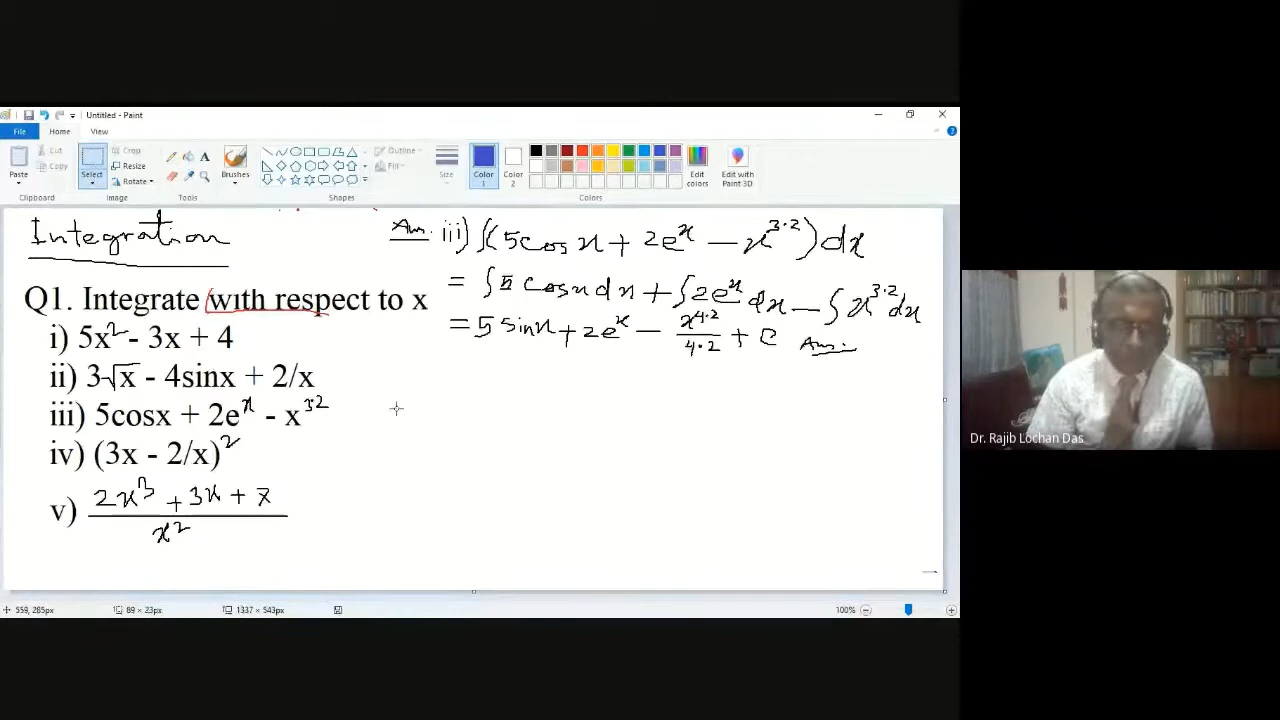 Untitled - Paint
File Home View
Paste
Cut
Copy
Clipboard
Select
Crop
Resize
Rotate
Image
Tools
Brushes
Shapes
Outline
Fill
Size
Color 1
Color 2
Edit colors
Edit with Paint 3D
Colors
Integration
Q1. Integrate with respect to x
i) 5x² - 3x + 4
ii) 3√x - 4sinx + 2/x
iii) 5cosx + 2eˣ - x³·²
iv) (3x - 2/x)²
v) (2x³ + 3x + 7)/x²
Ans. iii) ∫(5cos x + 2eˣ - x³·²) dx
= ∫5 cosx dx + ∫2eˣ dx - ∫x³·² dx
= 5 sinx + 2eˣ - x⁴·²/4·2 + c Ans.
559, 285px
89 × 23px
1337 × 543px
100%
Dr. Rajib Lochan Das